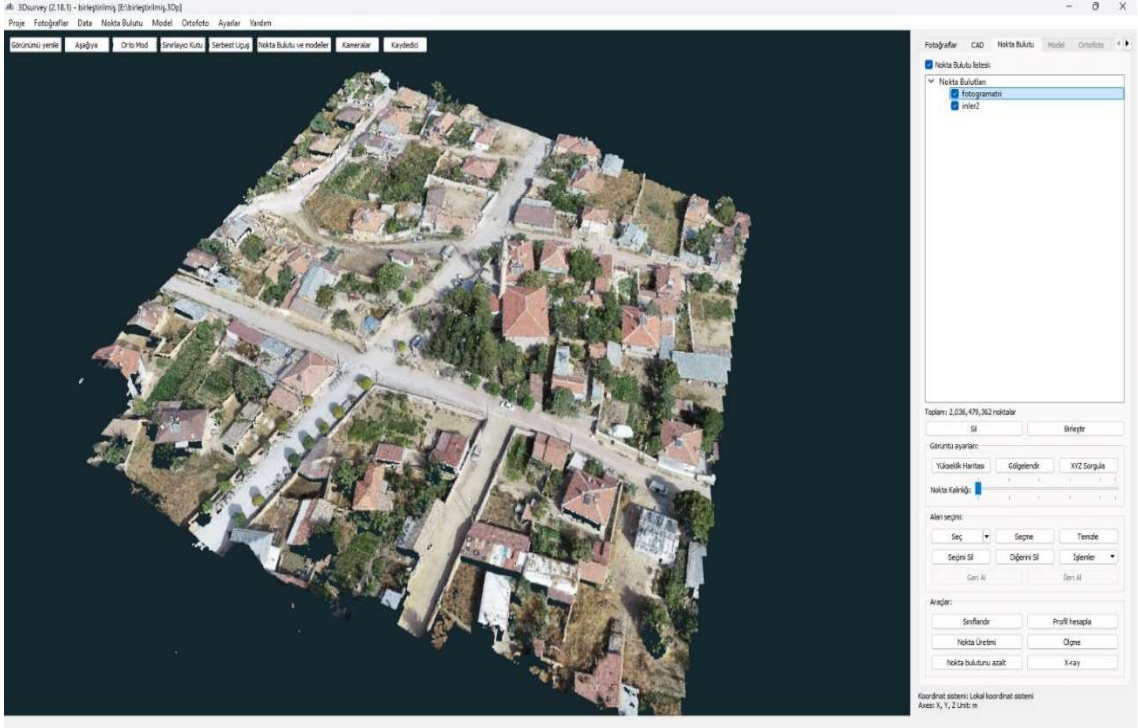 3Dsurvey (2.18.1) - birleştirilmiş [E:\birleştirilmiş.3Dp]
Proje Fotoğraflar Data Nokta Bulutu Model Ortofoto Ayarlar Yardım
Görünümü yenile Aşağıya Orto Mod Sınırlayıcı Kutu Serbest Uçuş Nokta Bulutu ve modeller Kameralar Kaydedici
Fotoğraflar CAD Nokta Bulutu Model Ortofoto
Nokta Bulutu listesi:
Nokta Bulutları
fotogrametri
inler2
Toplam: 2,036,479,362 noktalar
Sil Birleştir
Görüntü ayarları:
Yükseklik Haritası Gölgelendir XYZ Sorgula
Nokta Kalınlığı:
Alan seçimi:
Seç Seçme Temizle
Seçimi Sil Diğerini Sil İşlemler
Geri Al İleri Al
Araçlar:
Sınıflandır Profil hesapla
Nokta Üretmi Ölçme
Nokta bulutunu azalt X-ray
Koordinat sistemi: Lokal koordinat sistemi
Axes: X, Y, Z Unit: m